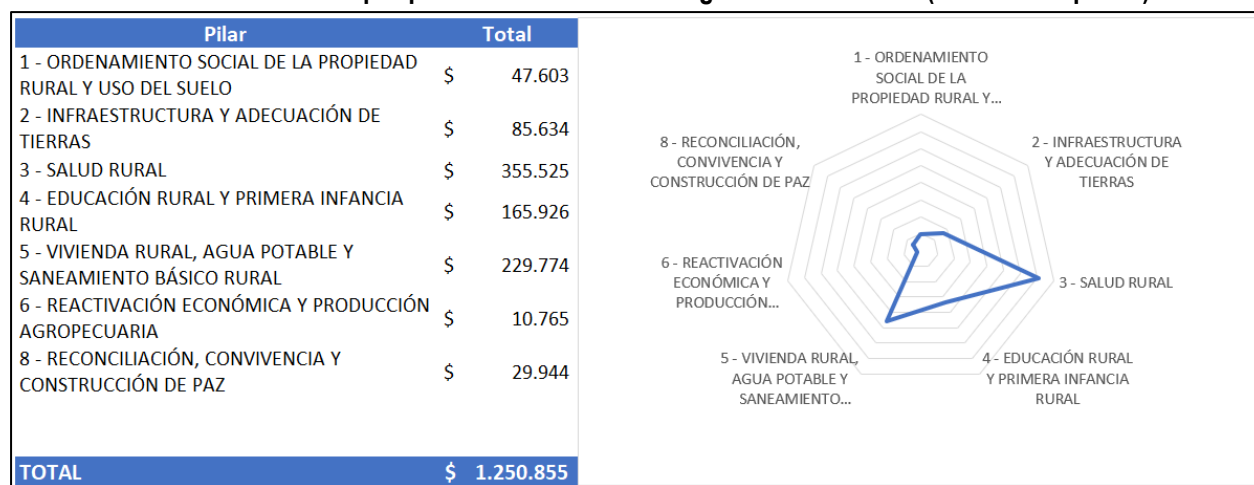 Pilar Total
1 - ORDENAMIENTO SOCIAL DE LA PROPIEDAD
RURAL Y USO DEL SUELO $ 47.603
2 - INFRAESTRUCTURA Y ADECUACIÓN DE
TIERRAS $ 85.634
3 - SALUD RURAL $ 355.525
4 - EDUCACIÓN RURAL Y PRIMERA INFANCIA
RURAL $ 165.926
5 - VIVIENDA RURAL, AGUA POTABLE Y
SANEAMIENTO BÁSICO RURAL $ 229.774
6 - REACTIVACIÓN ECONÓMICA Y PRODUCCIÓN
AGROPECUARIA $ 10.765
8 - RECONCILIACIÓN, CONVIVENCIA Y
CONSTRUCCIÓN DE PAZ $ 29.944
TOTAL $ 1.250.855
1 - ORDENAMIENTO
SOCIAL DE LA
PROPIEDAD RURAL Y...
2 - INFRAESTRUCTURA
Y ADECUACIÓN DE
TIERRAS
3 - SALUD RURAL
4 - EDUCACIÓN RURAL
Y PRIMERA INFANCIA
RURAL
5 - VIVIENDA RURAL,
AGUA POTABLE Y
SANEAMIENTO...
6 - REACTIVACIÓN
ECONÓMICA Y
PRODUCCIÓN...
8 - RECONCILIACIÓN,
CONVIVENCIA Y
CONSTRUCCIÓN DE PAZ